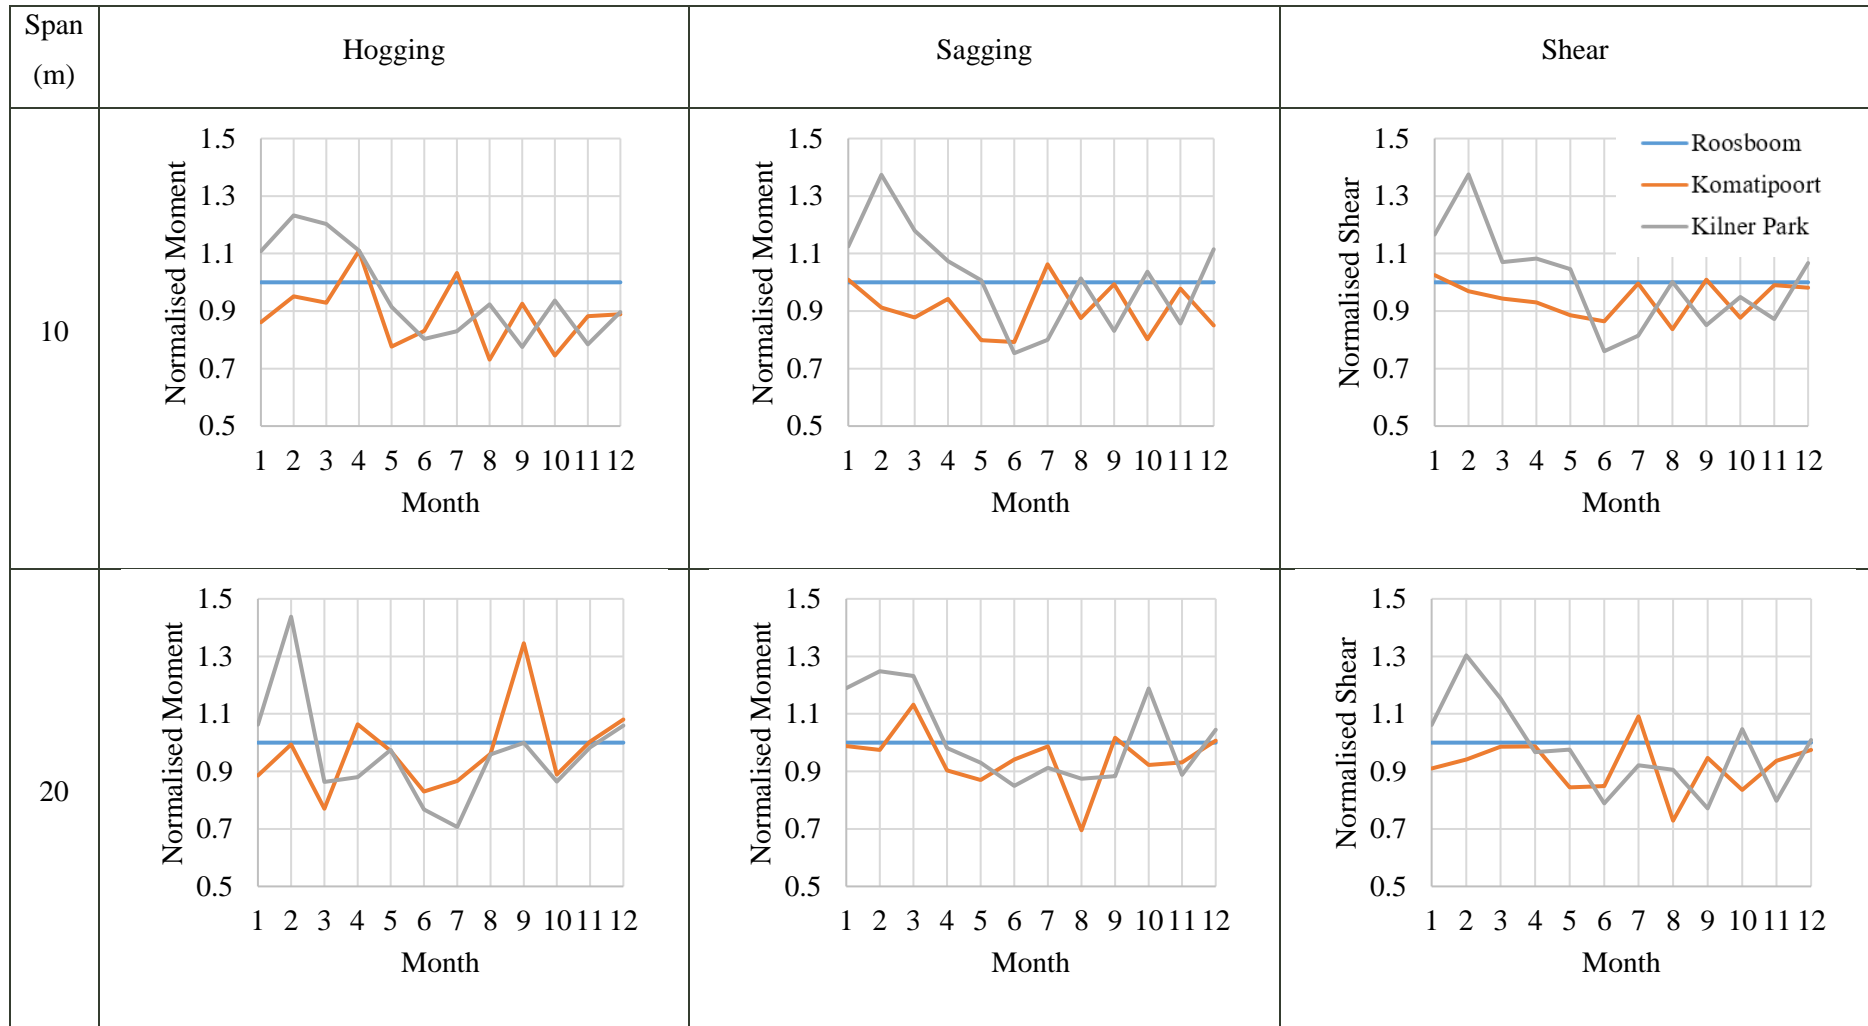 Span
(m)
Hogging
Sagging
Shear
10
Normalised Moment
1.5
1.3
1.1
0.9
0.7
0.5
1 2 3 4 5 6 7 8 9 10 11 12
Month
Normalised Moment
1.5
1.3
1.1
0.9
0.7
0.5
1 2 3 4 5 6 7 8 9 10 11 12
Month
Normalised Shear
1.5
1.3
1.1
0.9
0.7
0.5
1 2 3 4 5 6 7 8 9 10 11 12
Month
Roosboom
Komatipoort
Kilner Park
20
Normalised Moment
1.5
1.3
1.1
0.9
0.7
0.5
1 2 3 4 5 6 7 8 9 10 11 12
Month
Normalised Moment
1.5
1.3
1.1
0.9
0.7
0.5
1 2 3 4 5 6 7 8 9 10 11 12
Month
Normalised Shear
1.5
1.3
1.1
0.9
0.7
0.5
1 2 3 4 5 6 7 8 9 10 11 12
Month